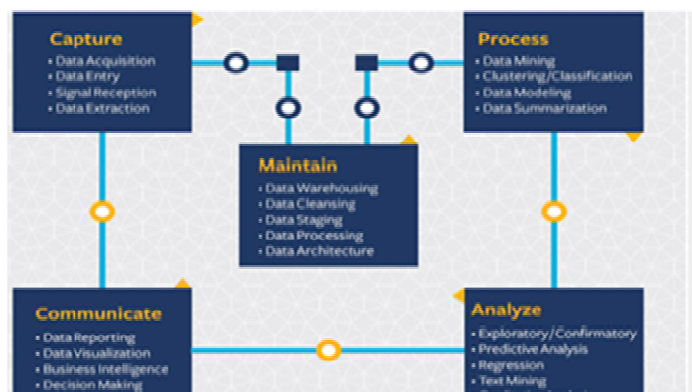 Capture
• Data Acquisition
• Data Entry
• Signal Reception
• Data Extraction
Process
• Data Mining
• Clustering/Classification
• Data Modeling
• Data Summarization
Maintain
• Data Warehousing
• Data Cleansing
• Data Staging
• Data Processing
• Data Architecture
Communicate
• Data Reporting
• Data Visualization
• Business Intelligence
• Decision Making
Analyze
• Exploratory/Confirmatory
• Predictive Analysis
• Regression
• Text Mining